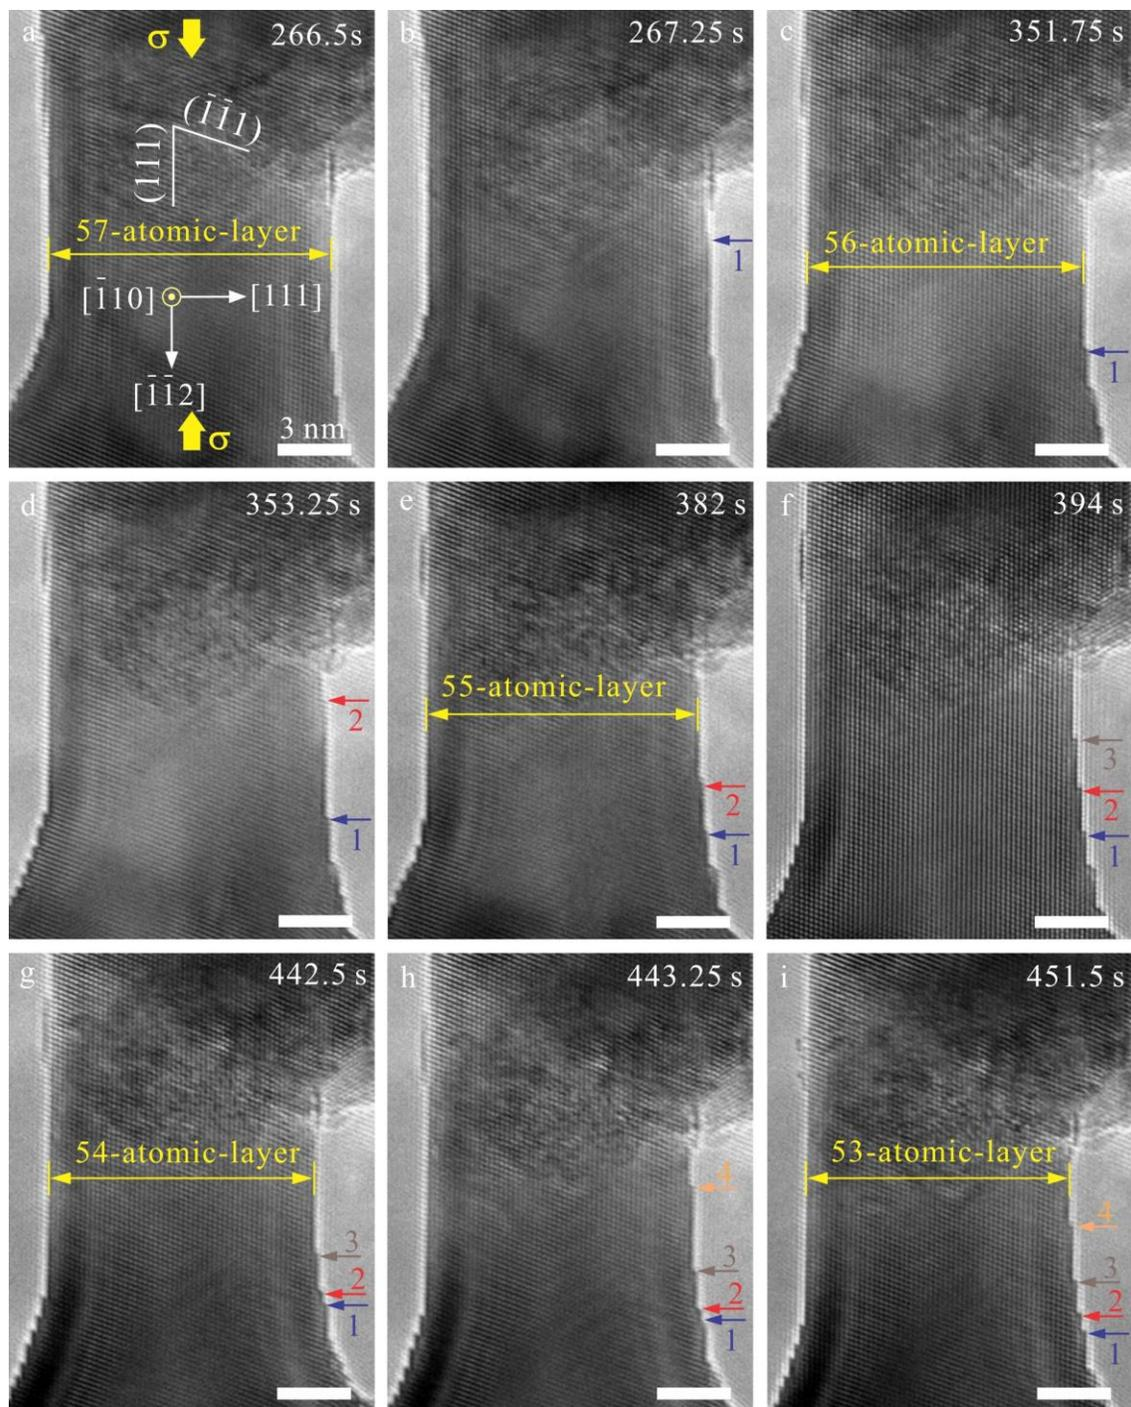 a
σ
266.5s
(1̄1̄1)
(111)
57-atomic-layer
[1̄10]
[111]
[1̄1̄2]
σ
3 nm
b
267.25 s
1
c
351.75 s
56-atomic-layer
1
d
353.25 s
2
1
e
382 s
55-atomic-layer
2
1
f
394 s
3
2
1
g
442.5 s
54-atomic-layer
3
2
1
h
443.25 s
4
3
2
1
i
451.5 s
53-atomic-layer
4
3
2
1